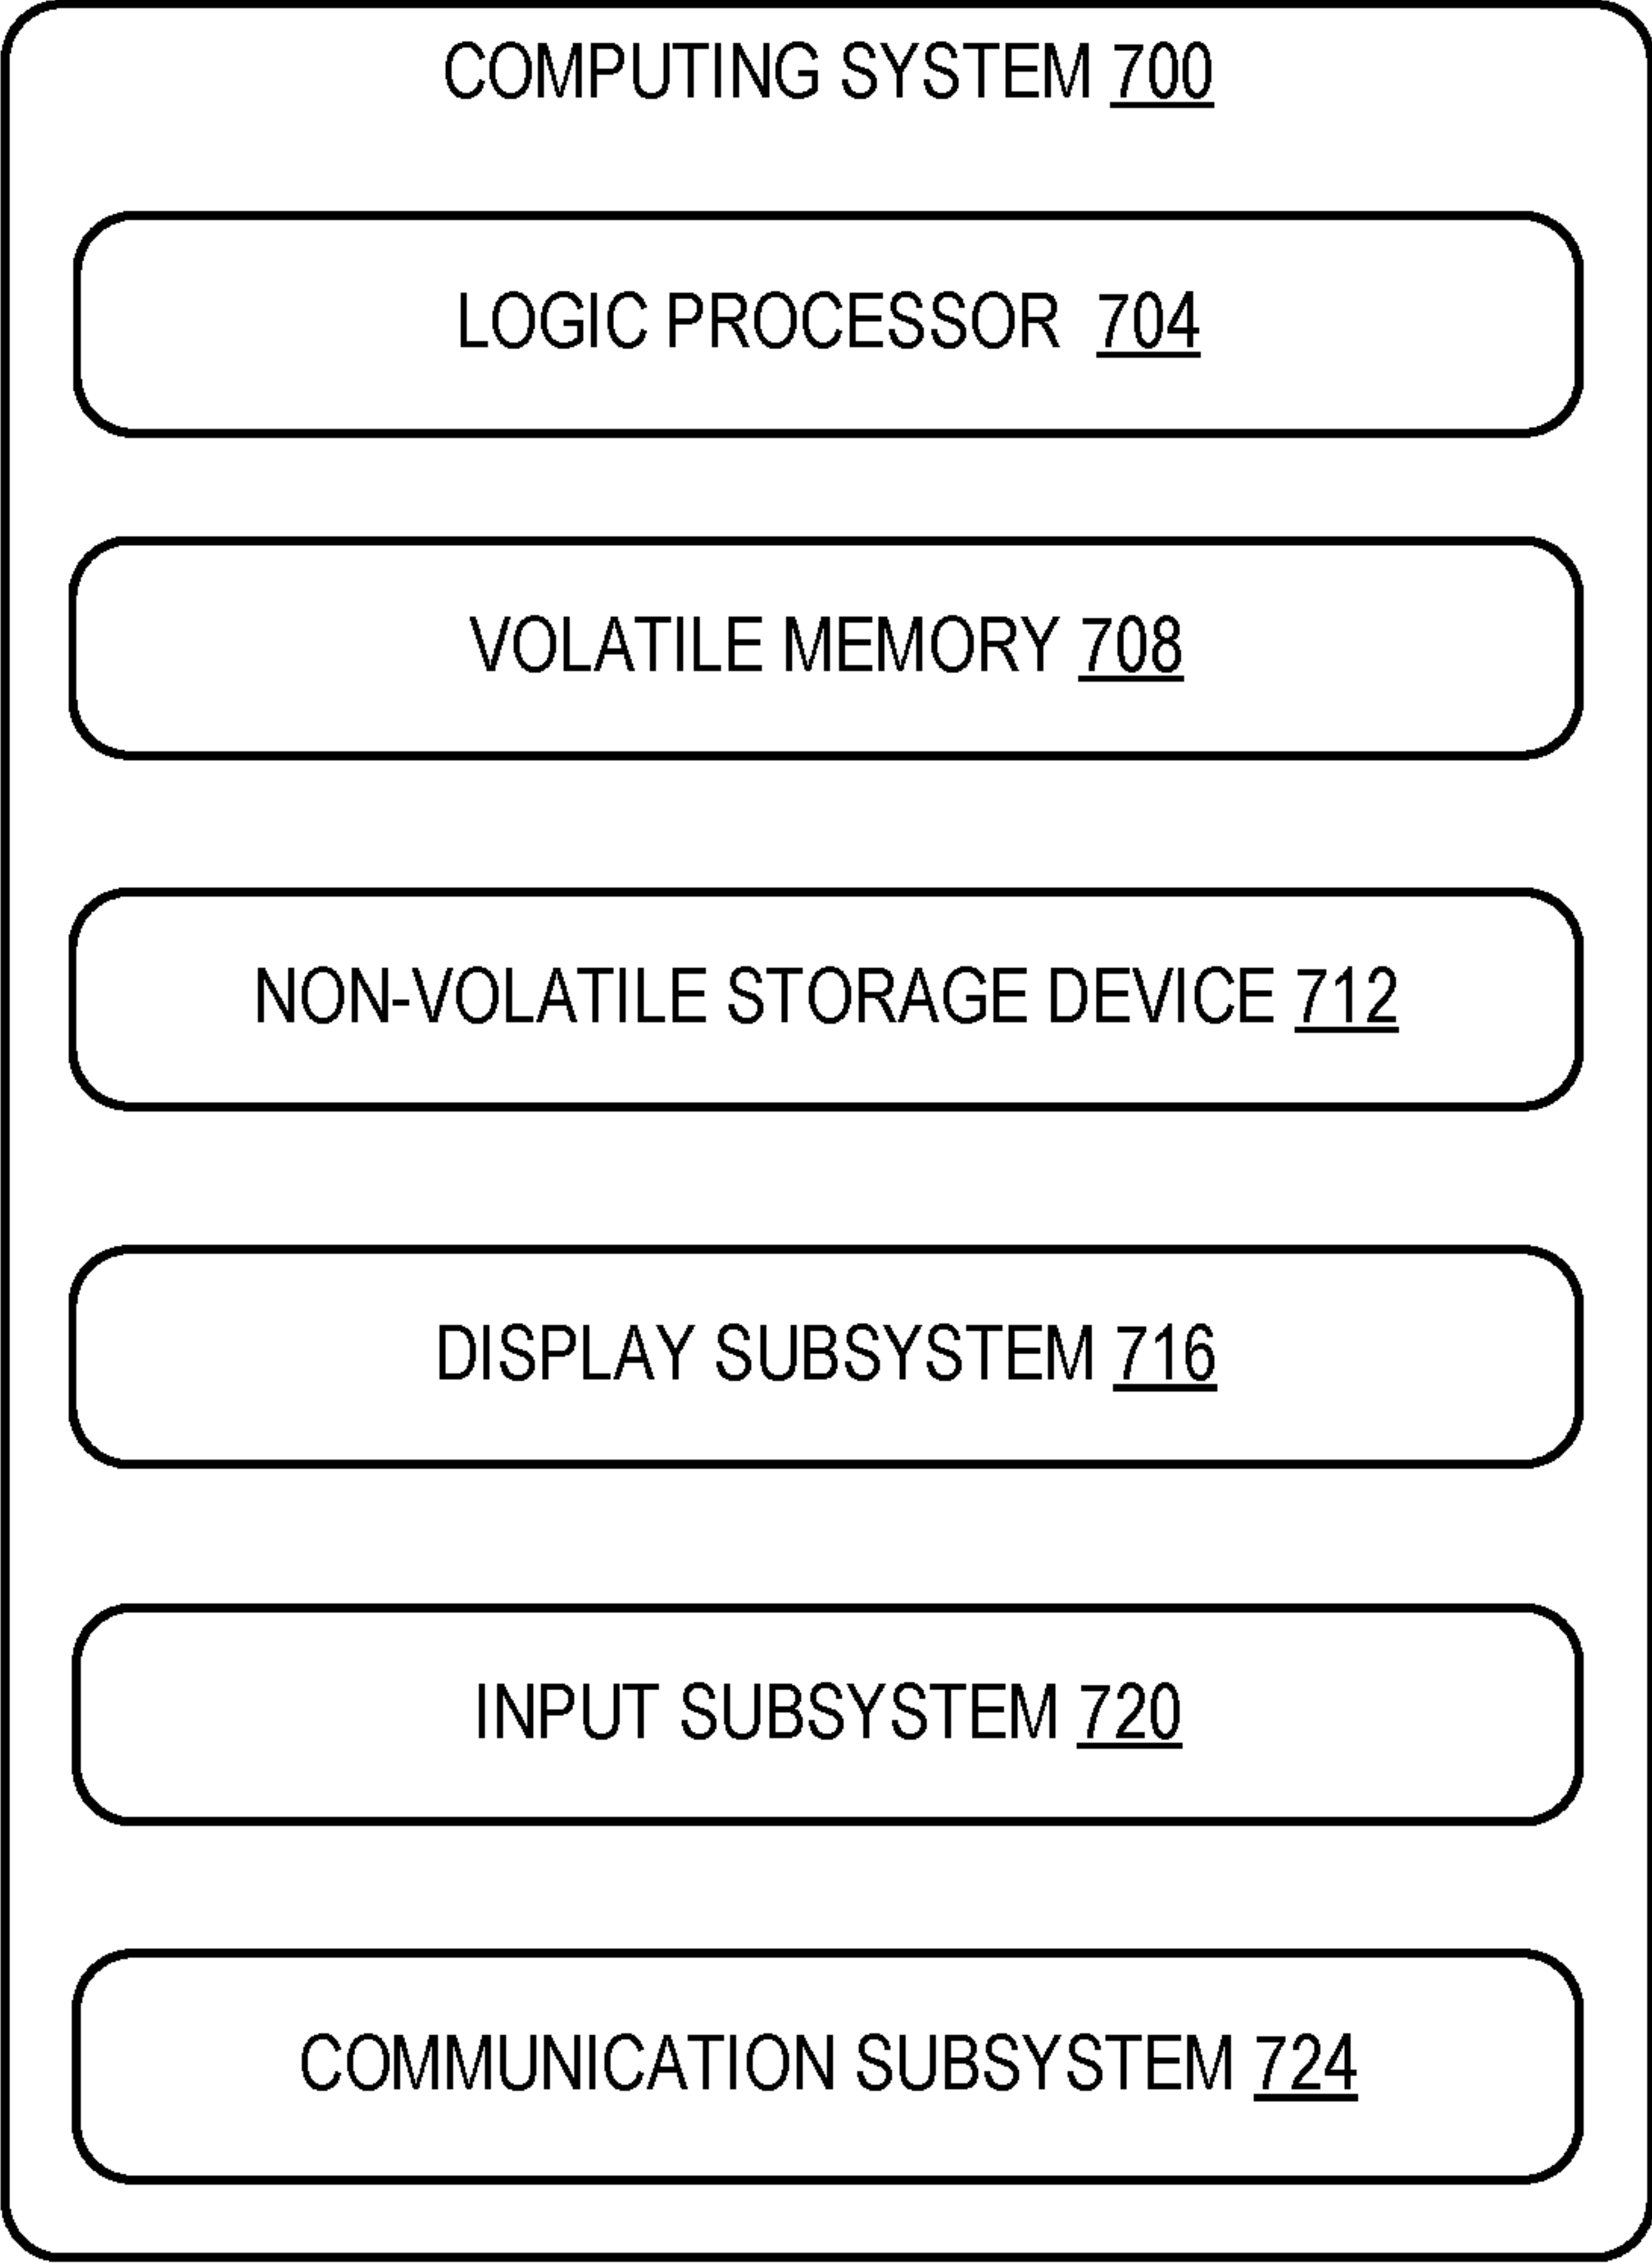 COMPUTING SYSTEM 700
LOGIC PROCESSOR 704
VOLATILE MEMORY 708
NON-VOLATILE STORAGE DEVICE 712
DISPLAY SUBSYSTEM 716
INPUT SUBSYSTEM 720
COMMUNICATION SUBSYSTEM 724